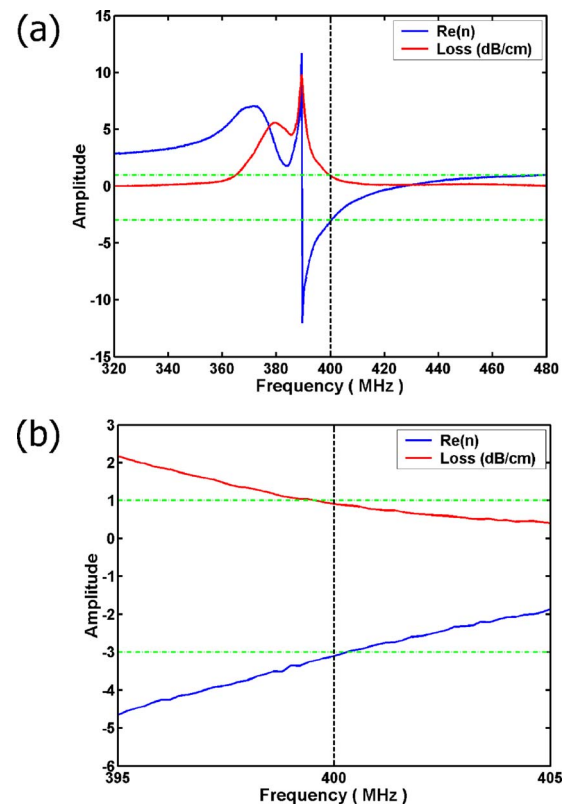 (a)
15
10
5
0
-5
-10
-15
Amplitude
Re(n)
Loss (dB/cm)
320 340 360 380 400 420 440 460 480
Frequency ( MHz )
(b)
3
2
1
0
-1
-2
-3
-4
-5
-6
Amplitude
Re(n)
Loss (dB/cm)
395 400 405
Frequency ( MHz )